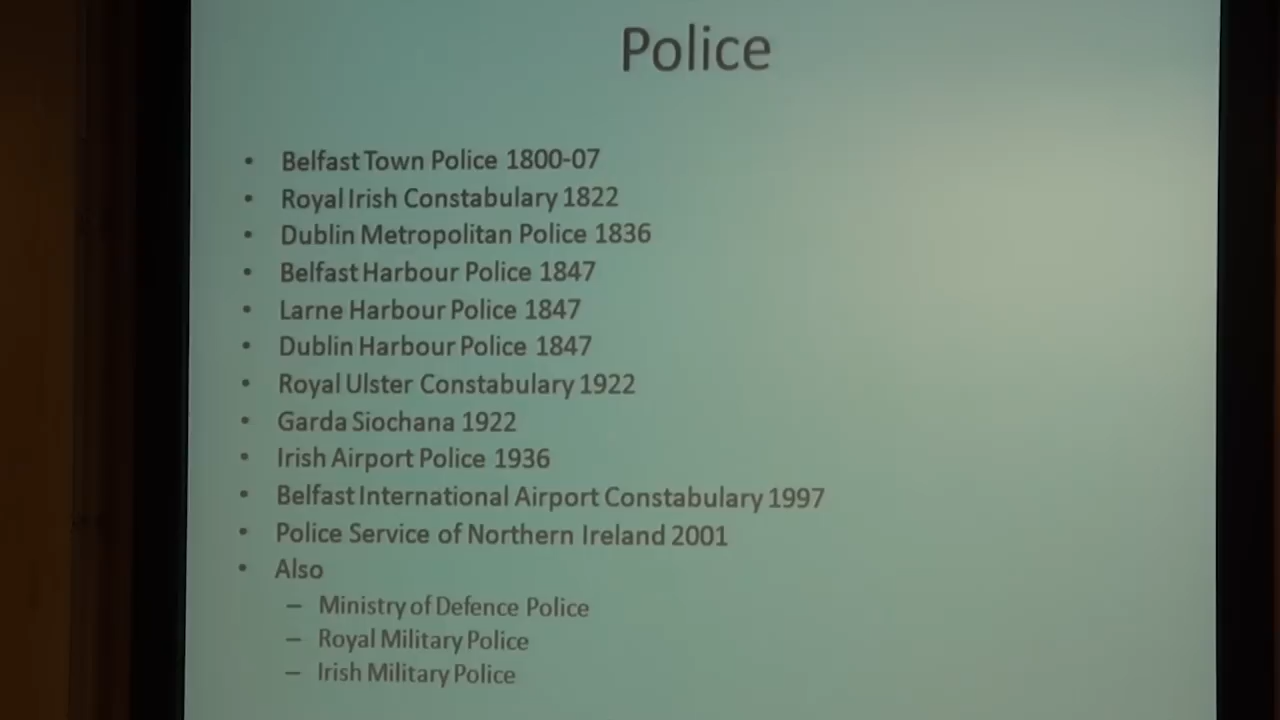 Police
• Belfast Town Police 1800-07
• Royal Irish Constabulary 1822
• Dublin Metropolitan Police 1836
• Belfast Harbour Police 1847
• Larne Harbour Police 1847
• Dublin Harbour Police 1847
• Royal Ulster Constabulary 1922
• Garda Siochana 1922
• Irish Airport Police 1936
• Belfast International Airport Constabulary 1997
• Police Service of Northern Ireland 2001
• Also
– Ministry of Defence Police
– Royal Military Police
– Irish Military Police